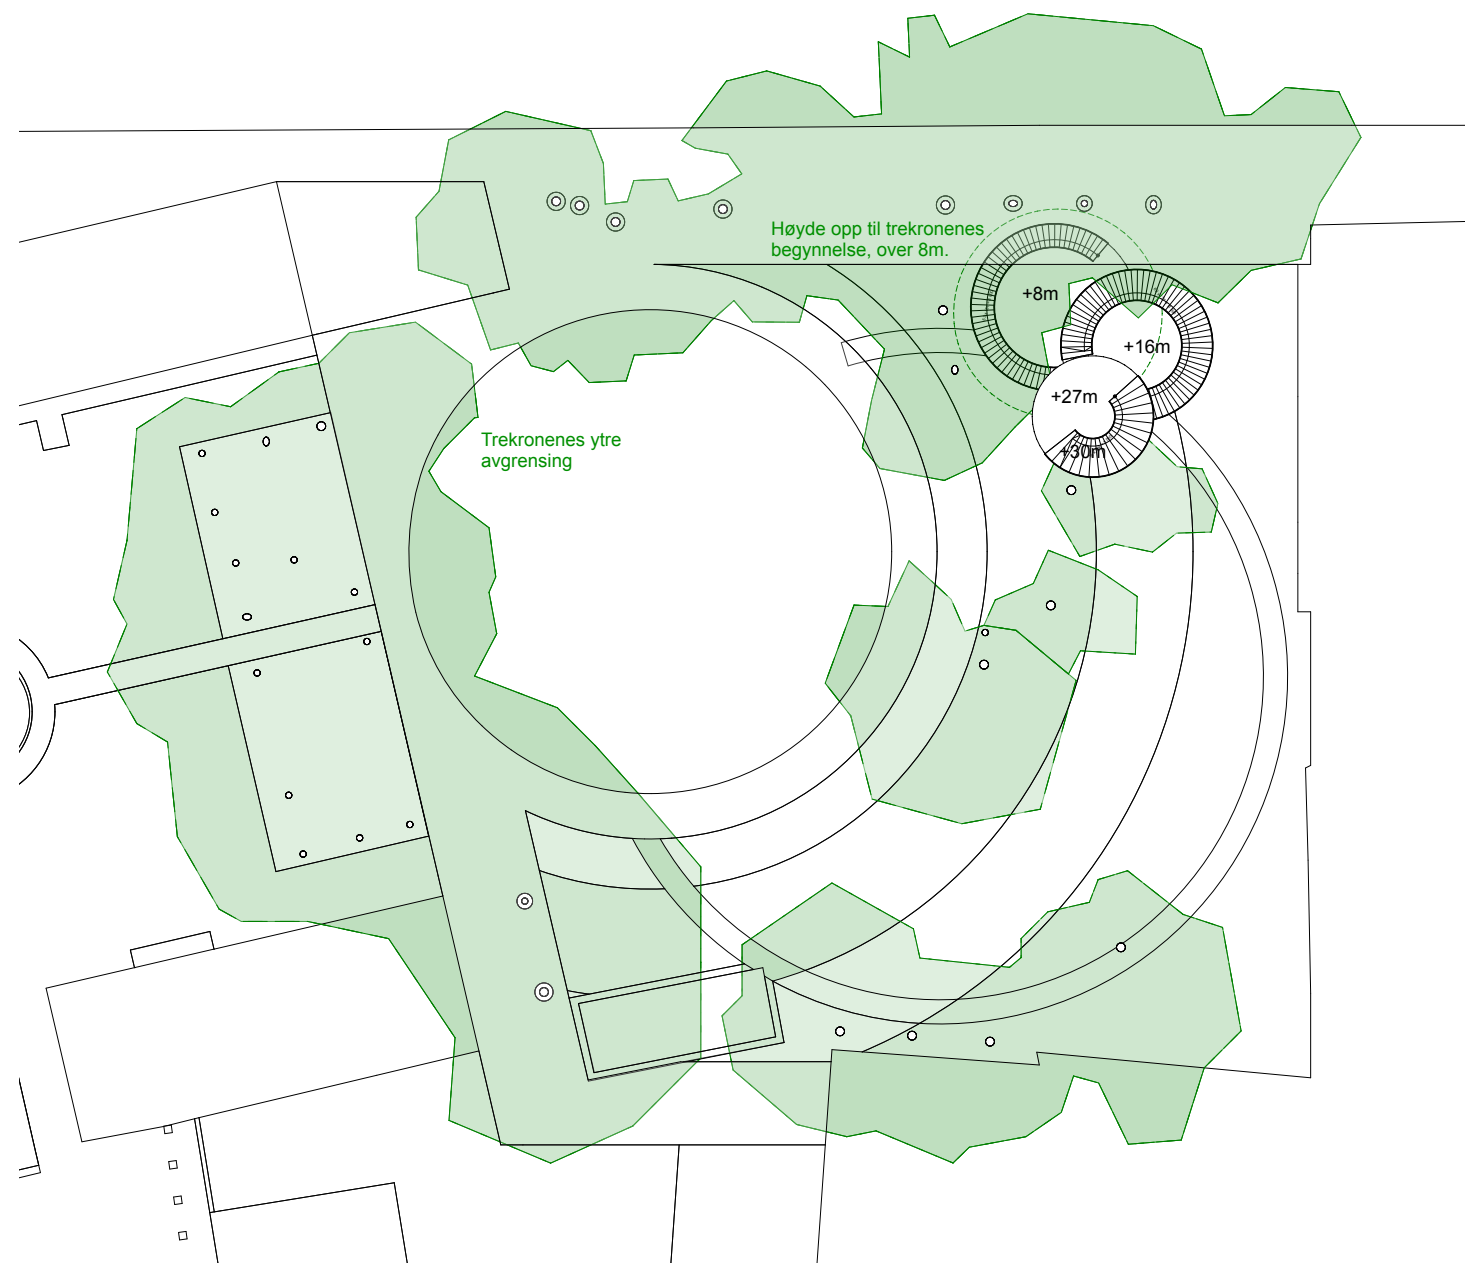 Høyde opp til trekronenes
begynnelse, over 8m.
+8m
+16m
+27m
+30m
Trekronenes ytre
avgrensing